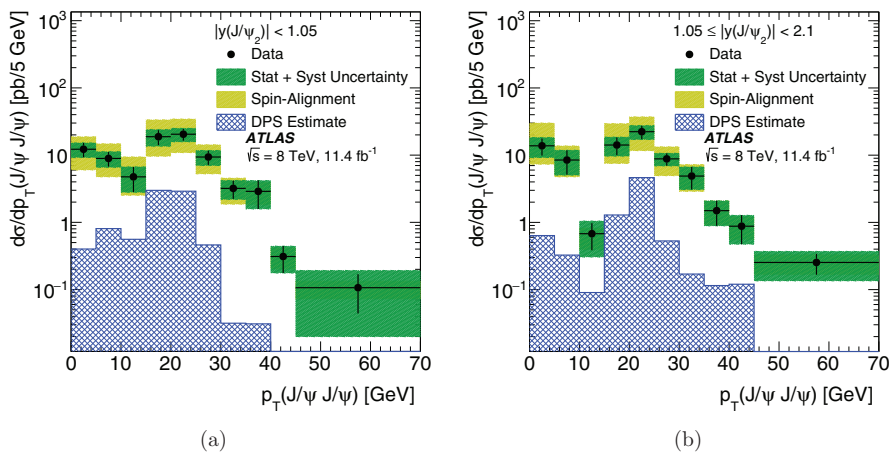 |y(J/ψ₂)| < 1.05
Data
Stat + Syst Uncertainty
Spin-Alignment
DPS Estimate
ATLAS
√s = 8 TeV, 11.4 fb⁻¹
dσ/dp_T(J/ψ J/ψ) [pb/5 GeV]
10³
10²
10
1
10⁻¹
0 10 20 30 40 50 60 70
p_T(J/ψ J/ψ) [GeV]
(a)
1.05 ≤ |y(J/ψ₂)| < 2.1
Data
Stat + Syst Uncertainty
Spin-Alignment
DPS Estimate
ATLAS
√s = 8 TeV, 11.4 fb⁻¹
dσ/dp_T(J/ψ J/ψ) [pb/5 GeV]
10³
10²
10
1
10⁻¹
0 10 20 30 40 50 60 70
p_T(J/ψ J/ψ) [GeV]
(b)